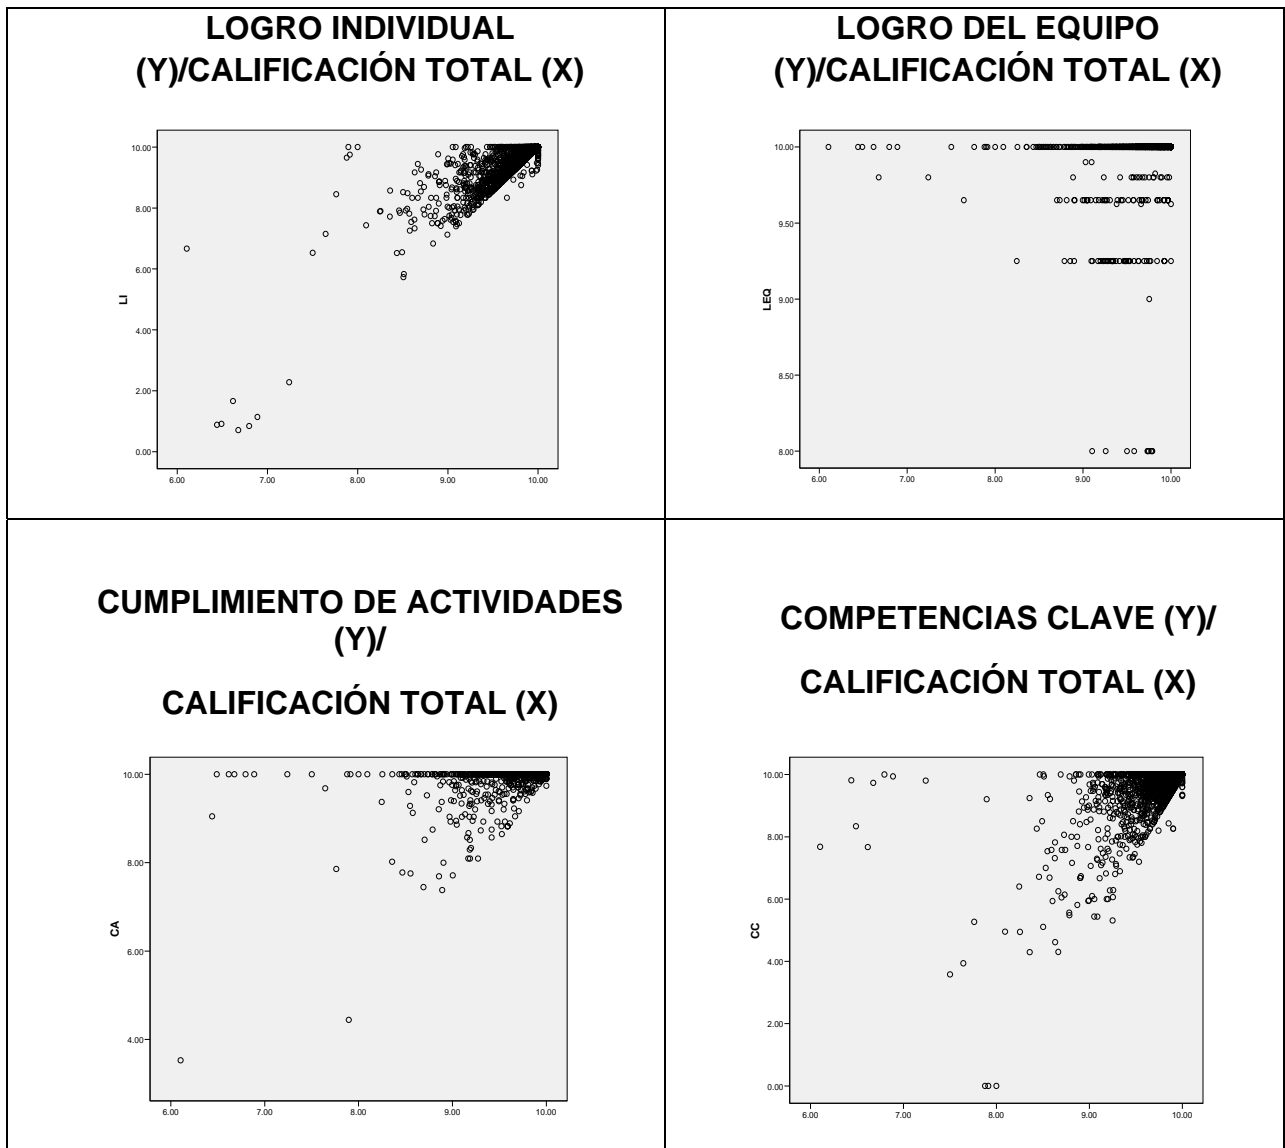 LOGRO INDIVIDUAL
(Y)/CALIFICACIÓN TOTAL (X)
10.00
8.00
6.00
LI
4.00
2.00
0.00
6.00 7.00 8.00 9.00 10.00
LOGRO DEL EQUIPO
(Y)/CALIFICACIÓN TOTAL (X)
10.00
9.50
LEQ
9.00
8.50
8.00
6.00 7.00 8.00 9.00 10.00
CUMPLIMIENTO DE ACTIVIDADES
(Y)/
CALIFICACIÓN TOTAL (X)
10.00
8.00
CA
6.00
4.00
6.00 7.00 8.00 9.00 10.00
COMPETENCIAS CLAVE (Y)/
CALIFICACIÓN TOTAL (X)
10.00
8.00
6.00
CC
4.00
2.00
0.00
6.00 7.00 8.00 9.00 10.00